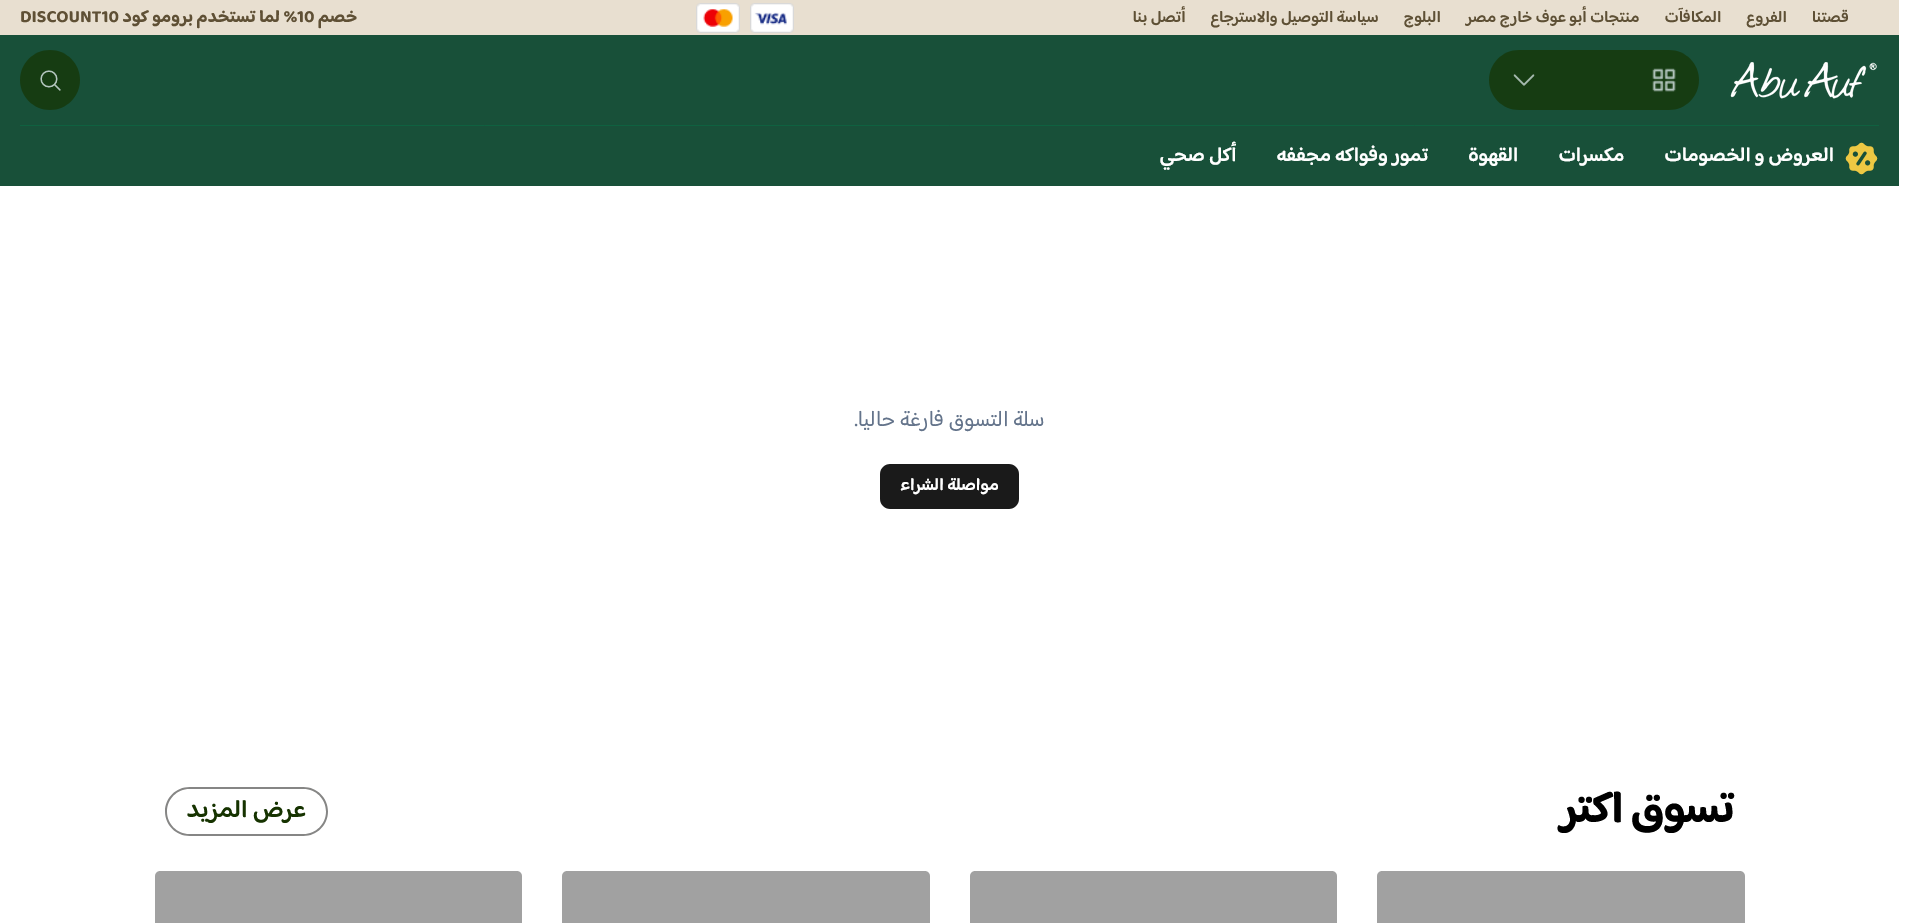 قصتنا الفروع المكافآت منتجات أبو عوف خارج مصر البلوج سياسة التوصيل والاسترجاع أتصل بنا
VISA
خصم 10% لما تستخدم برومو كود DISCOUNT10
Abu Auf®
العروض و الخصومات مكسرات القهوة تمور وفواكه مجففه أكل صحي
سلة التسوق فارغة حاليا.
مواصلة الشراء
تسوق اكتر
عرض المزيد